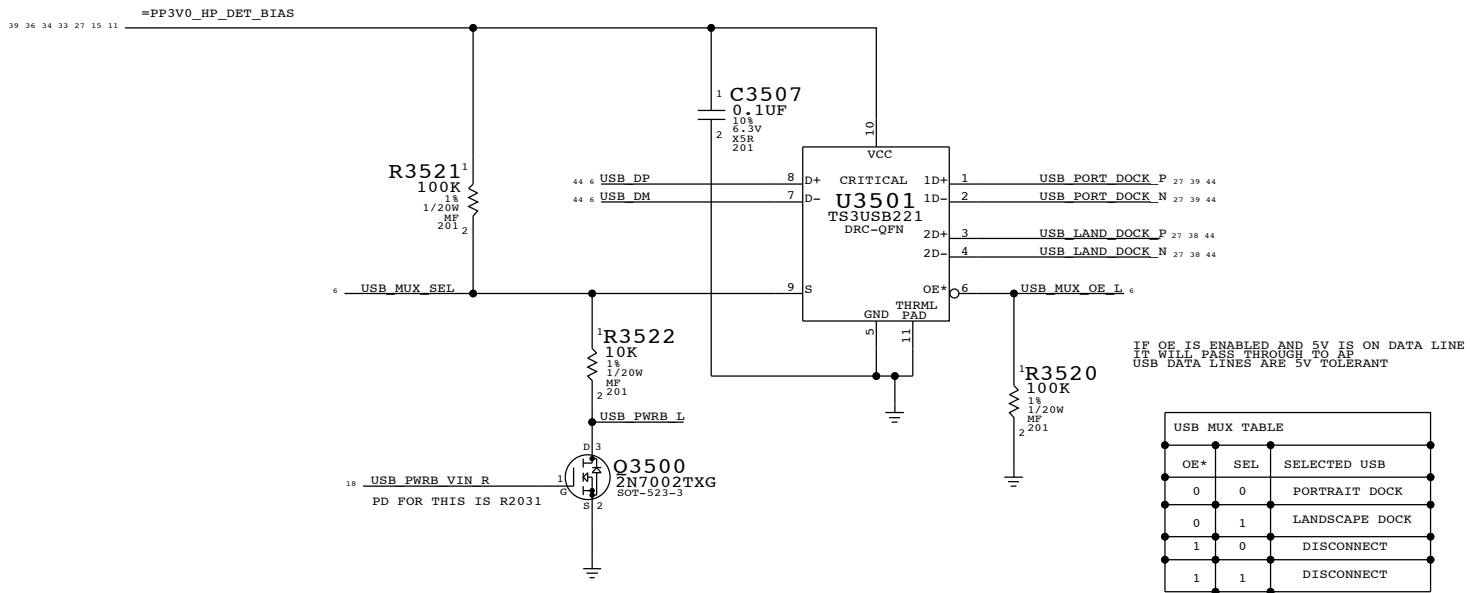 =PP3V0_HP_DET_BIAS
39 36 34 33 27 15 11
1
C3507
0.1UF
10%
6.3V
X5R
201
2
10
VCC
R3521
1
100K
1%
1/20W
MF
201
2
44 6 USB_DP 8 D+
44 6 USB_DM 7 D-
CRITICAL
U3501
TS3USB221
DRC-QFN
1D+ 1 USB_PORT_DOCK_P 27 39 44
1D- 2 USB_PORT_DOCK_N 27 39 44
2D+ 3 USB_LAND_DOCK_P 27 38 44
2D- 4 USB_LAND_DOCK_N 27 38 44
6 USB_MUX_SEL 9 S
OE* 6 USB_MUX_OE_L 6
GND
THRML
PAD
5
11
1
R3522
10K
1%
1/20W
MF
201
2
USB_PWRB_L
1
R3520
100K
1%
1/20W
MF
201
2
IF OE IS ENABLED AND 5V IS ON DATA LINE
IT WILL PASS THROUGH TO AP
USB DATA LINES ARE 5V TOLERANT
D 3
Q3500
2N7002TXG
SOT-523-3
18 USB_PWRB_VIN_R 1
G
S 2
PD FOR THIS IS R2031
USB MUX TABLE
OE* SEL SELECTED USB
0 0 PORTRAIT DOCK
0 1 LANDSCAPE DOCK
1 0 DISCONNECT
1 1 DISCONNECT